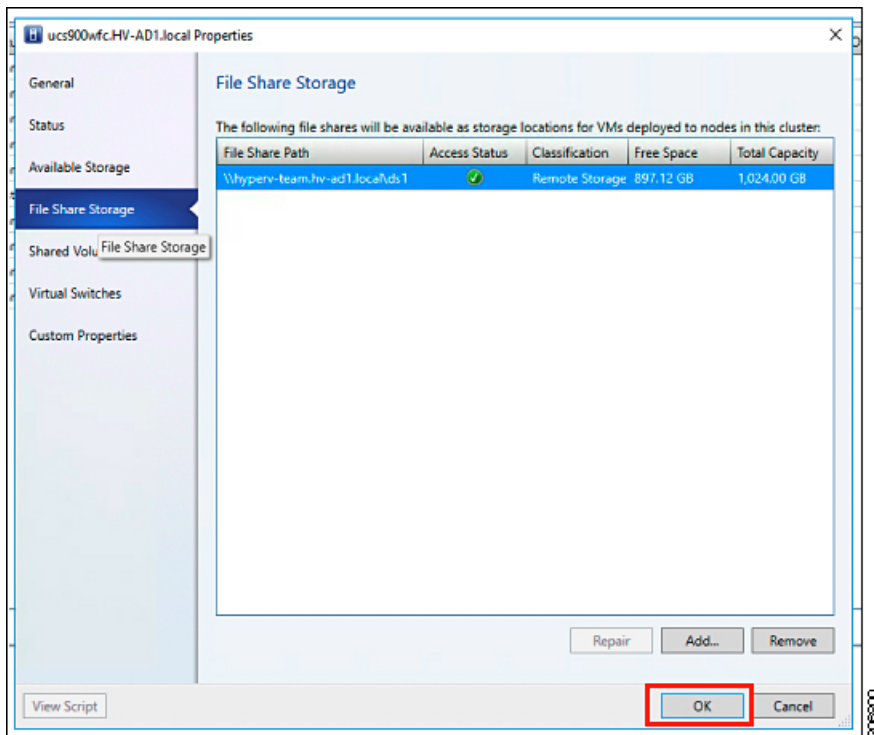 ucs900wfc.HV-AD1.local Properties
General
Status
Available Storage
File Share Storage
Shared Volu
File Share Storage
Virtual Switches
Custom Properties
File Share Storage
The following file shares will be available as storage locations for VMs deployed to nodes in this cluster:
File Share Path Access Status Classification Free Space Total Capacity
\\hyperv-team.hv-ad1.local\ds1 Remote Storage 897.12 GB 1,024.00 GB
Repair Add... Remove
View Script OK Cancel